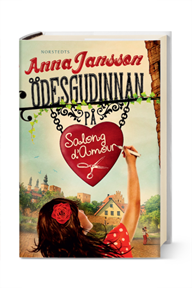 NORSTEDTS
Anna Jansson
ÖDESGUDINNAN
PÅ
Salong
d'Amour